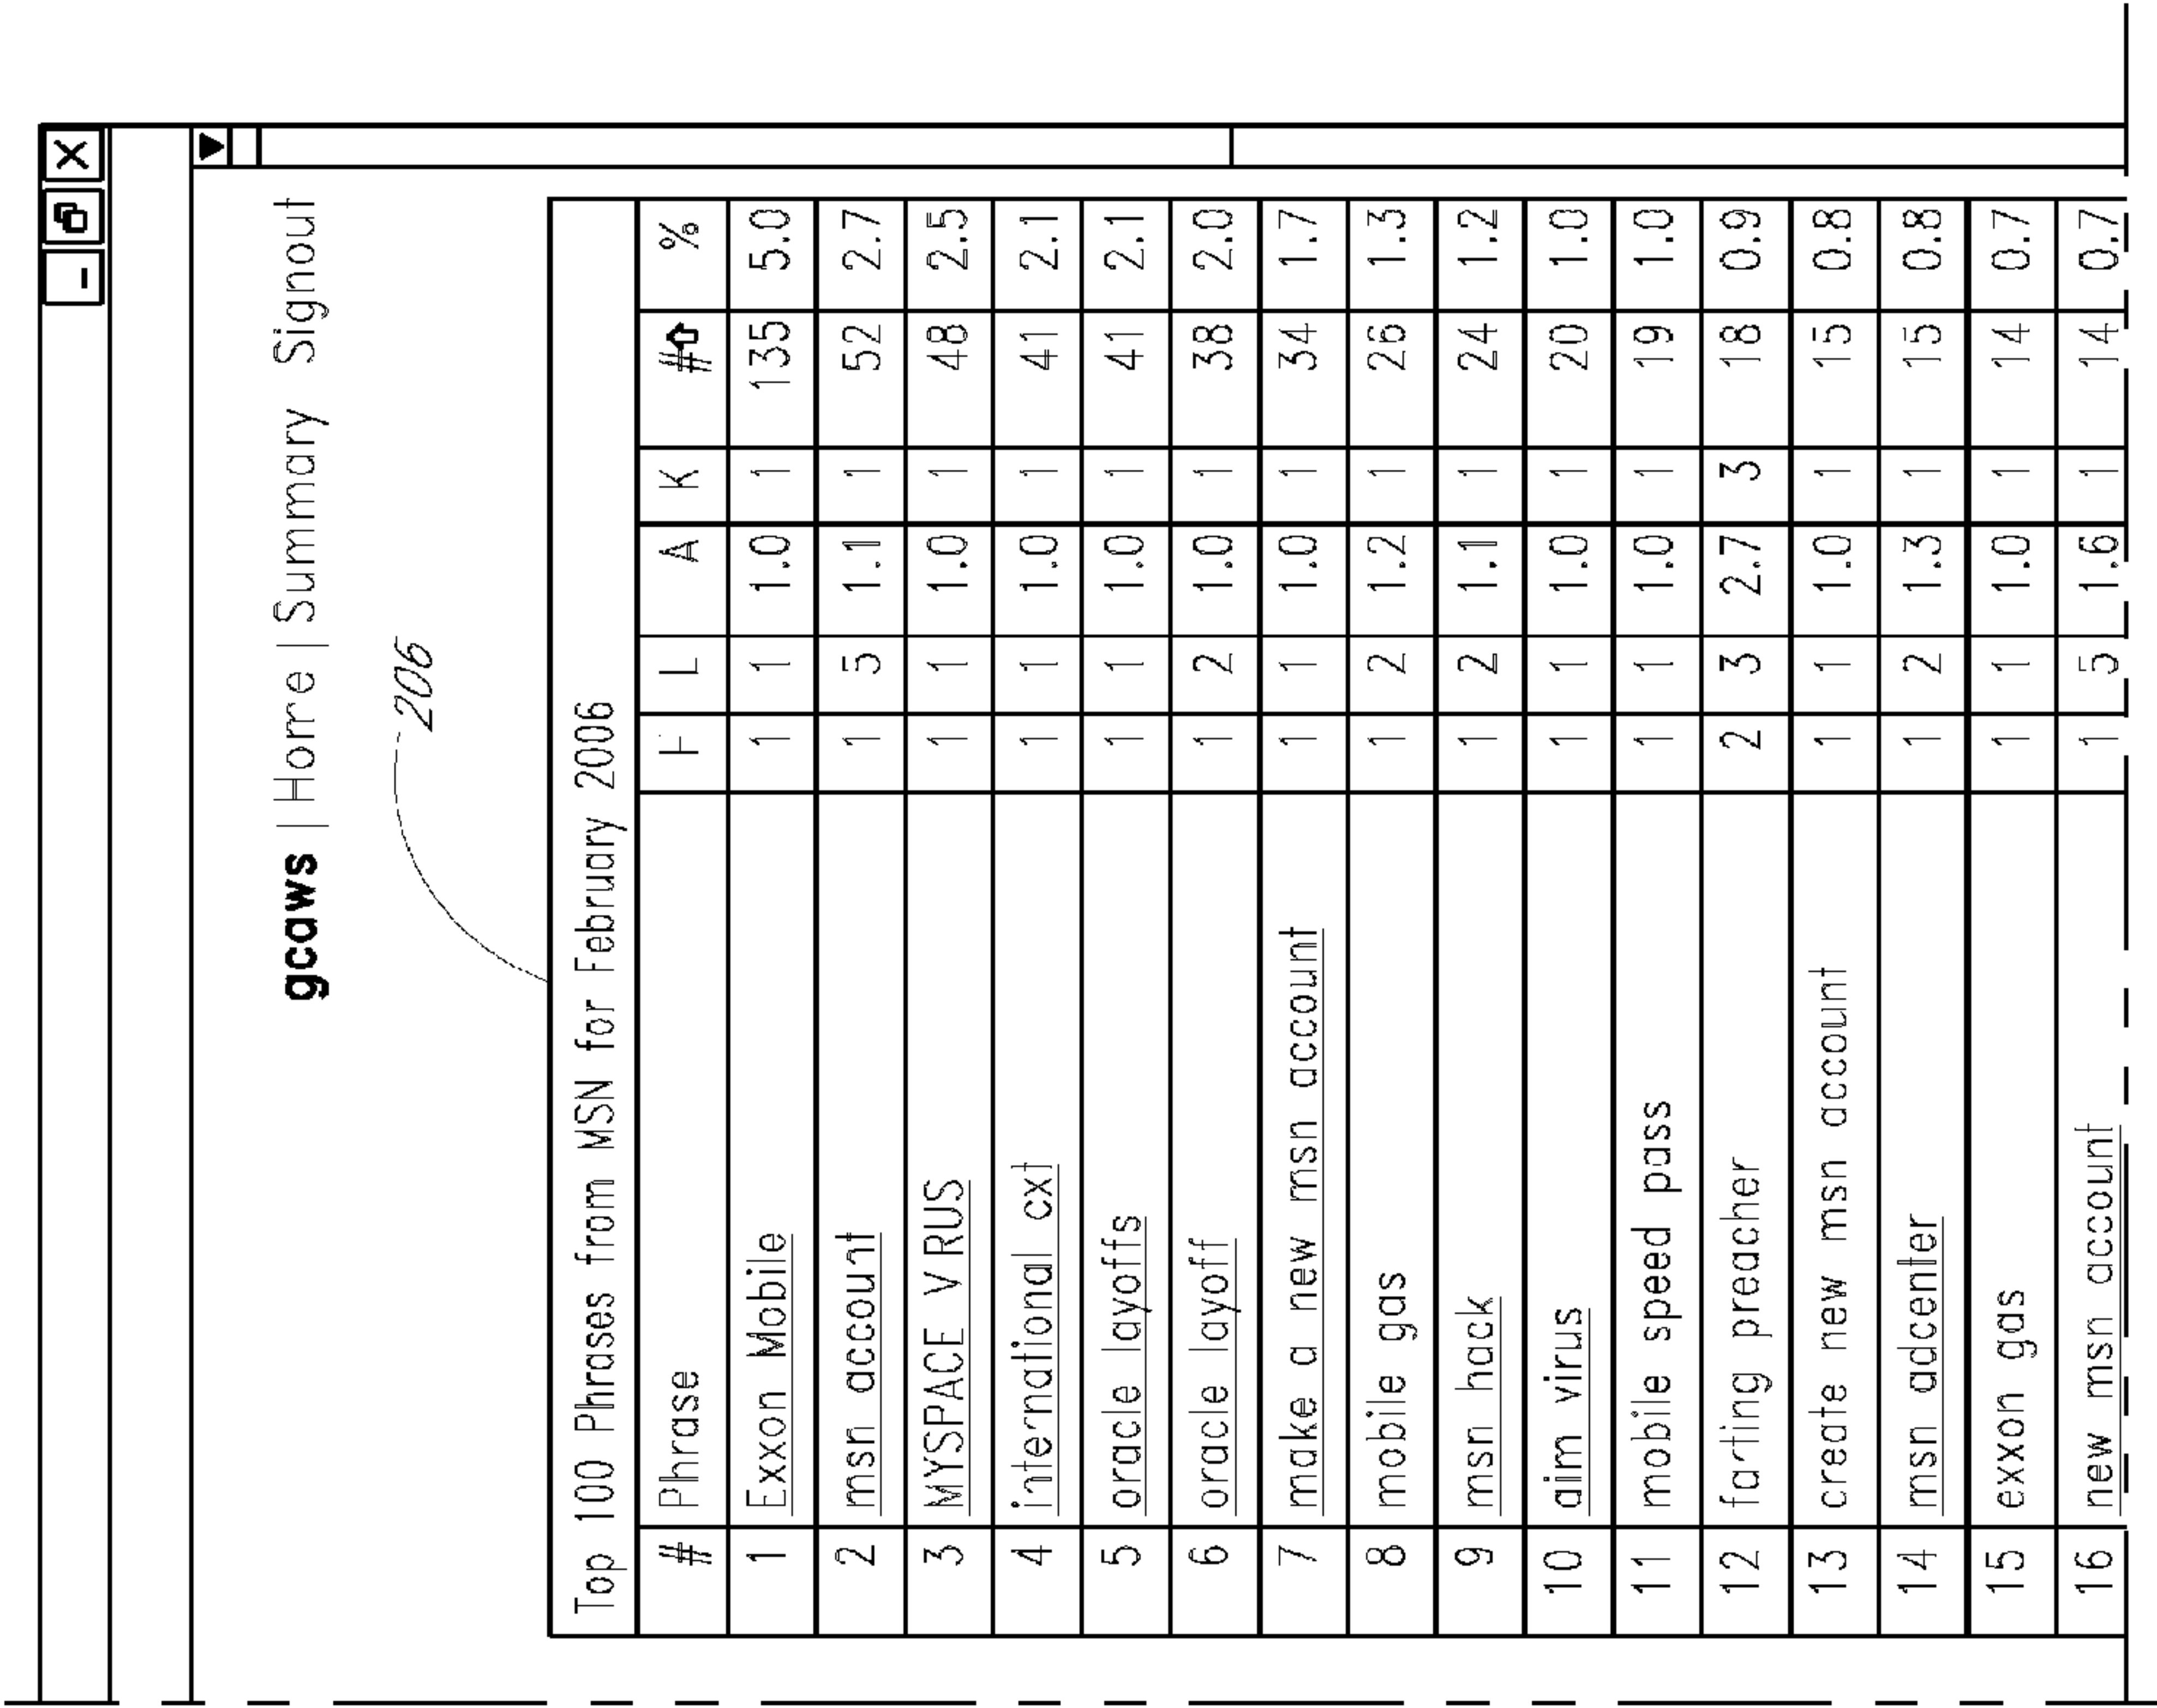 gcaws | Home | Summary Signout
206
Top 100 Phrases from MSN for February 2006
# Phrase H L A K # %
1 Exxon Mobile 1 1 1.0 1 135 5.0
2 msn account 1 5 1.1 1 52 2.7
3 MYSPACE VIRUS 1 1 1.0 1 48 2.5
4 international cxt 1 1 1.0 1 41 2.1
5 oracle layoffs 1 1 1.0 1 41 2.1
6 oracle layoff 1 2 1.0 1 38 2.0
7 make a new msn account 1 1 1.0 1 34 1.7
8 mobile gas 1 2 1.2 1 26 1.3
9 msn hack 1 2 1.1 1 24 1.2
10 aim virus 1 1 1.0 1 20 1.0
11 mobile speed pass 1 1 1.0 1 19 1.0
12 farting preacher 2 3 2.7 3 18 0.9
13 create new msn account 1 1 1.0 1 15 0.8
14 msn adcenter 1 2 1.3 1 15 0.8
15 exxon gas 1 1 1.0 1 14 0.7
16 new msn account 1 5 1.6 1 14 0.7